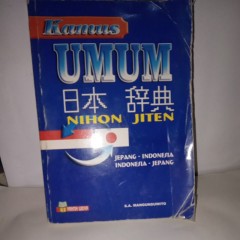 Kamus
UMUM
日本 辞典
NIHON JITEN
JEPANG - INDONESIA
INDONESIA - JEPANG